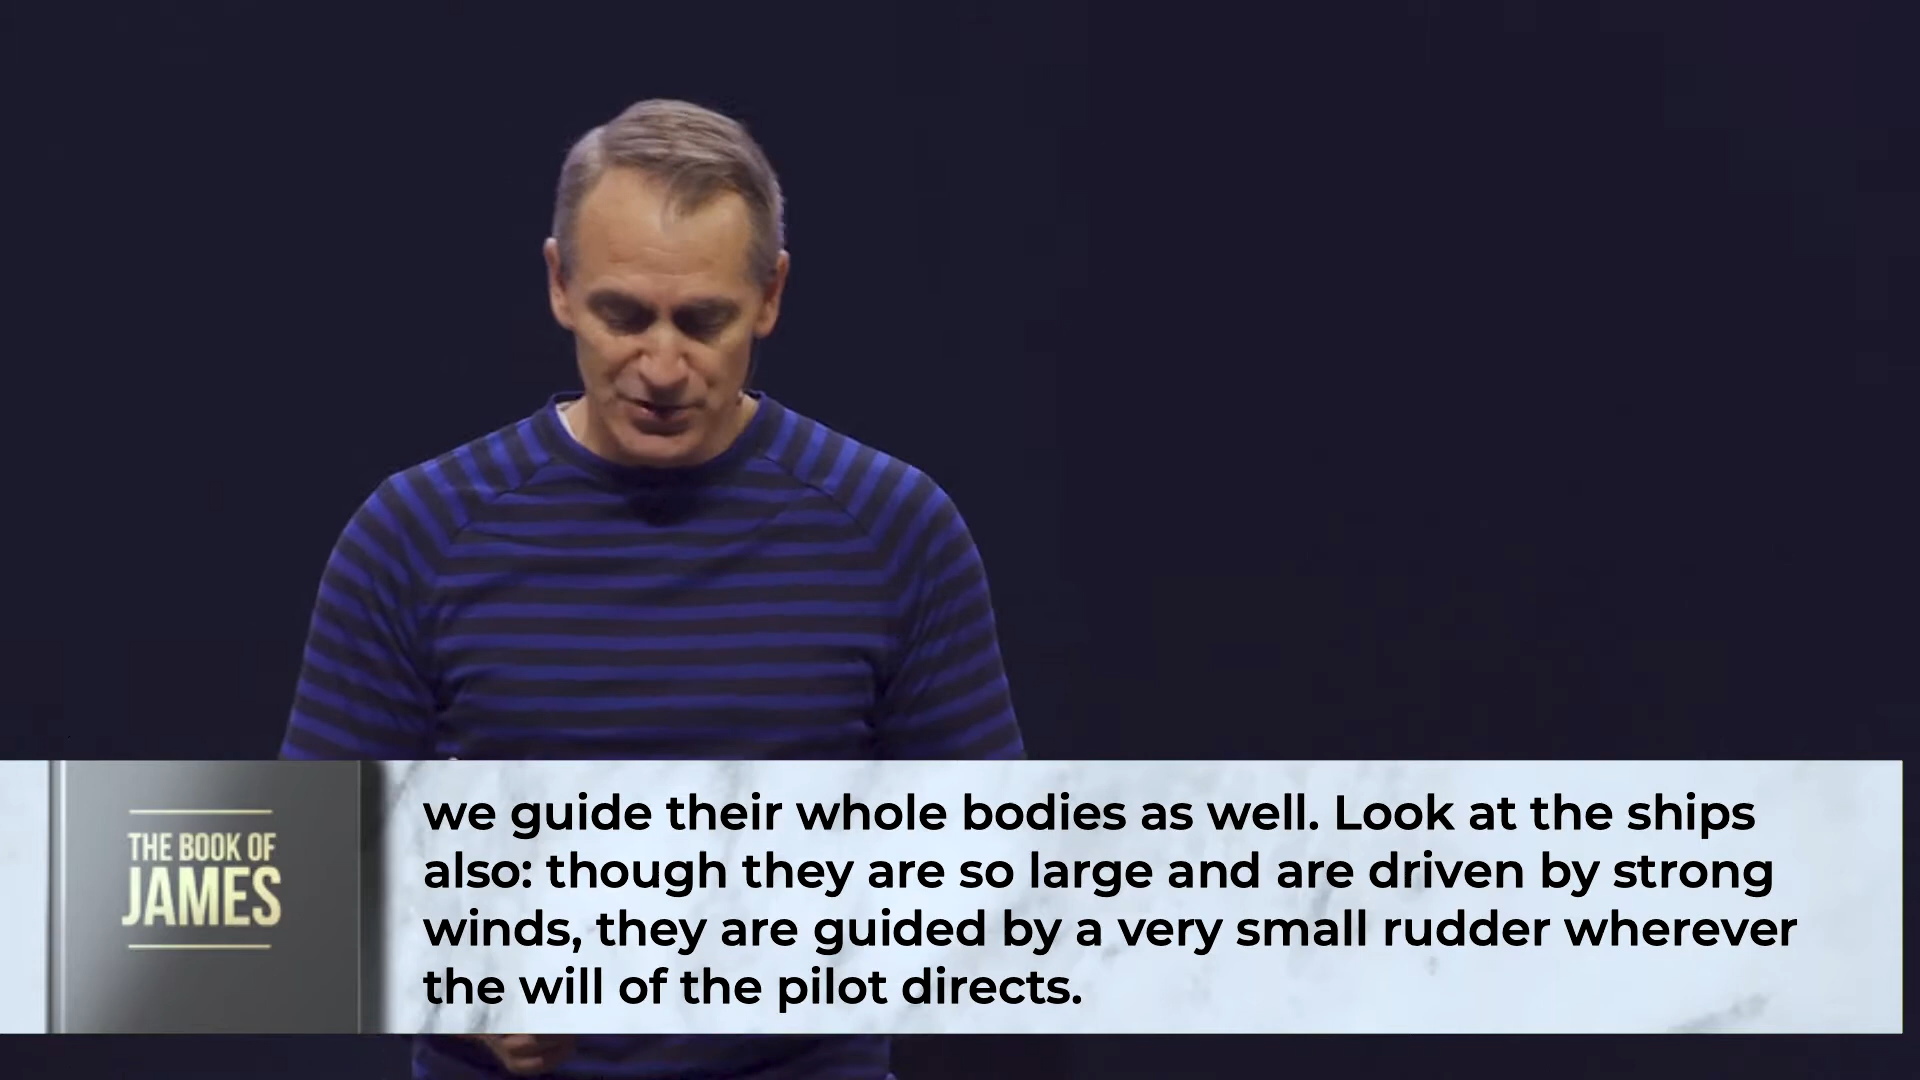 THE BOOK OF
JAMES
we guide their whole bodies as well. Look at the ships
also: though they are so large and are driven by strong
winds, they are guided by a very small rudder wherever
the will of the pilot directs.